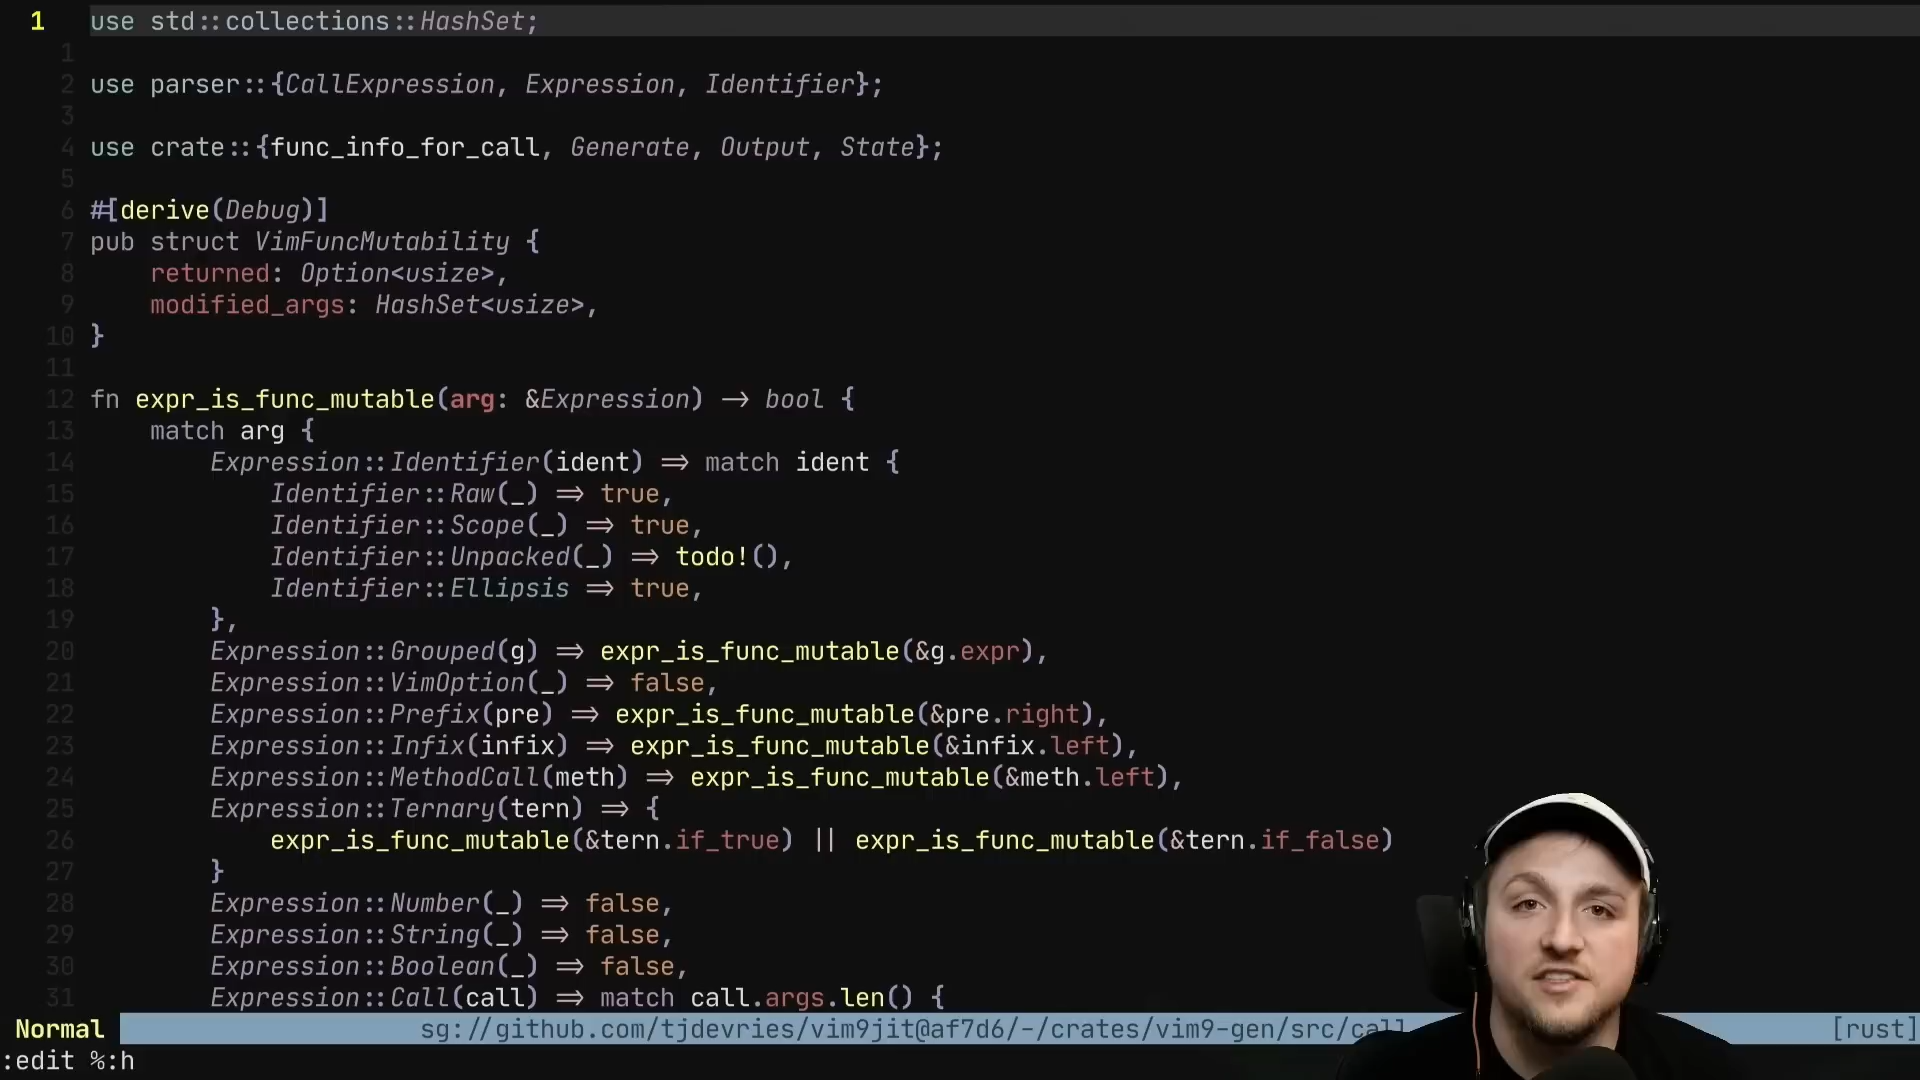 1 use std::collections::HashSet;
1
2 use parser::{CallExpression, Expression, Identifier};
3
4 use crate::{func_info_for_call, Generate, Output, State};
5
6 #[derive(Debug)]
7 pub struct VimFuncMutability {
8     returned: Option<usize>,
9     modified_args: HashSet<usize>,
10 }
11
12 fn expr_is_func_mutable(arg: &Expression) -> bool {
13     match arg {
14         Expression::Identifier(ident) => match ident {
15             Identifier::Raw(_) => true,
16             Identifier::Scope(_) => true,
17             Identifier::Unpacked(_) => todo!(),
18             Identifier::Ellipsis => true,
19         },
20         Expression::Grouped(g) => expr_is_func_mutable(&g.expr),
21         Expression::VimOption(_) => false,
22         Expression::Prefix(pre) => expr_is_func_mutable(&pre.right),
23         Expression::Infix(infix) => expr_is_func_mutable(&infix.left),
24         Expression::MethodCall(meth) => expr_is_func_mutable(&meth.left),
25         Expression::Ternary(tern) => {
26             expr_is_func_mutable(&tern.if_true) || expr_is_func_mutable(&tern.if_false)
27         }
28         Expression::Number(_) => false,
29         Expression::String(_) => false,
30         Expression::Boolean(_) => false,
31         Expression::Call(call) => match call.args.len() {
Normal sg://github.com/tjdevries/vim9jit@af7d6/-/crates/vim9-gen/src/call [rust]
:edit %:h